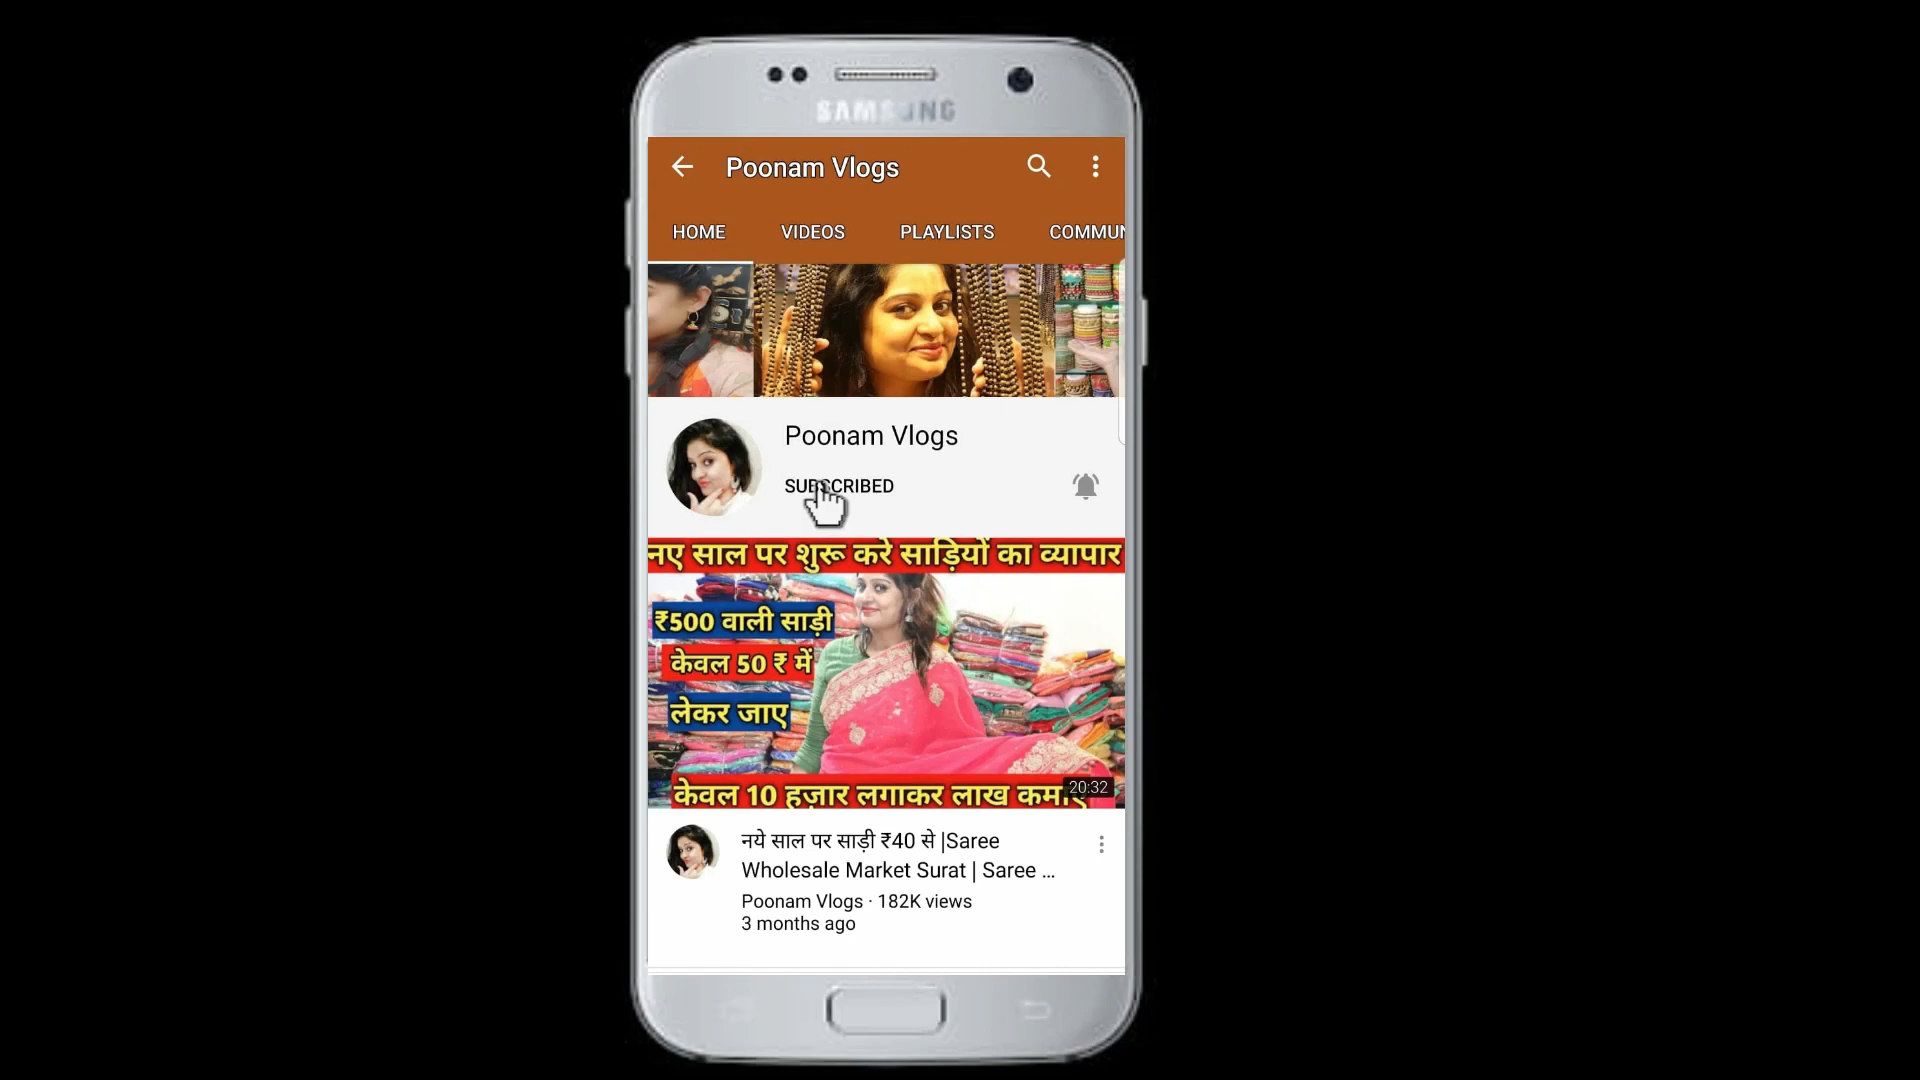 SAMSUNG
Poonam Vlogs
HOME VIDEOS PLAYLISTS COMMUN
Poonam Vlogs
SUBSCRIBED
नए साल पर शुरू करे साड़ियों का व्यापार
₹500 वाली साड़ी
केवल 50 ₹ में
लेकर जाए
केवल 10 हज़ार लगाकर लाख कमाए
20:32
नये साल पर साड़ी ₹40 से |Saree
Wholesale Market Surat | Saree ...
Poonam Vlogs · 182K views
3 months ago